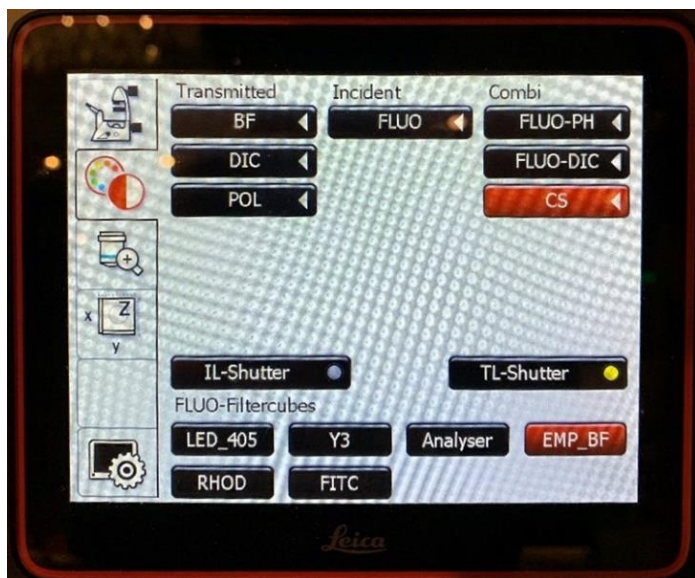 Transmitted Incident Combi
BF FLUO FLUO-PH
DIC FLUO-DIC
POL CS
x Z
y
IL-Shutter TL-Shutter
FLUO-Filtercubes
LED_405 Y3 Analyser EMP_BF
RHOD FITC
Leica